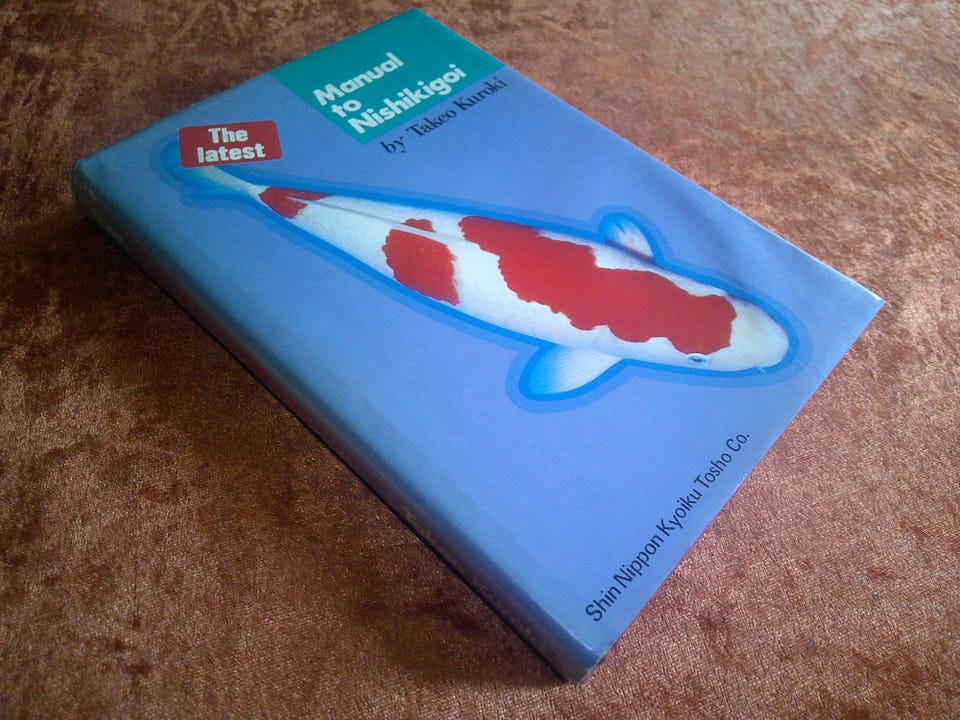 The
latest
Manual
to
Nishikigoi
by Takeo Kuroki
Shin Nippon Kyoiku Tosho Co.